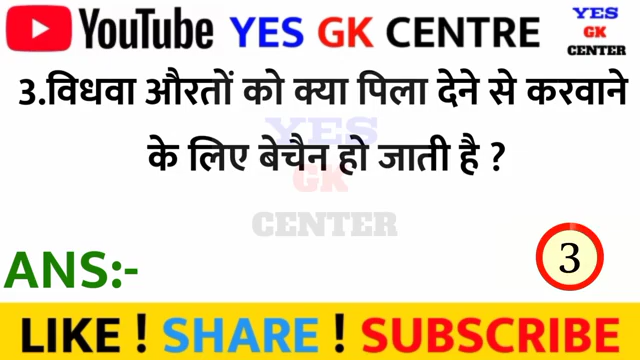 YouTube YES GK CENTRE
YES
GK
CENTER
3.विधवा औरतों को क्या पिला देने से करवाने
के लिए बेचैन हो जाती है ?
YES
GK
CENTER
ANS:-
3
LIKE ! SHARE ! SUBSCRIBE